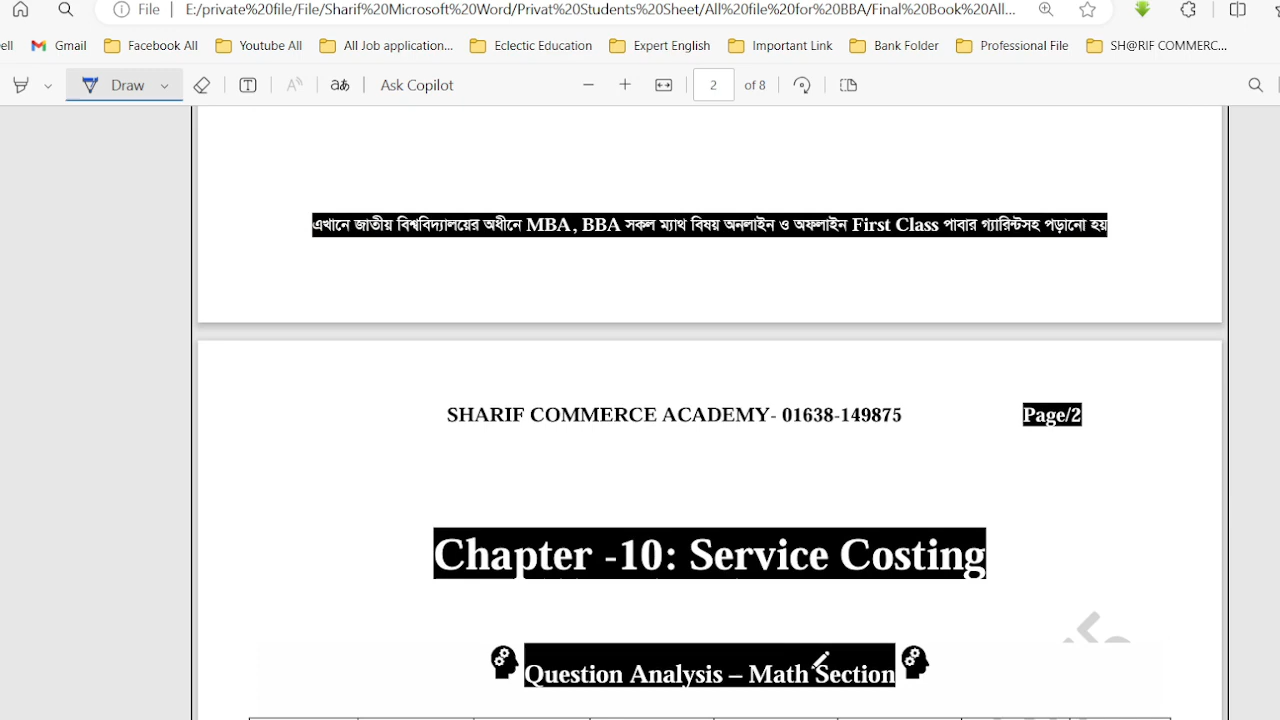 File E:/private%20file/File/Sharif%20Microsoft%20Word/Privat%20Students%20Sheet/All%20file%20for%20BBA/Final%20Book%20All...
ell Gmail Facebook All Youtube All All Job application... Eclectic Education Expert English Important Link Bank Folder Professional File SH@RIF COMMERC...
Draw T aあ Ask Copilot 2 of 8
এখানে জাতীয় বিশ্ববিদ্যালয়ের অধীনে MBA, BBA সকল ম্যাথ বিষয় অনলাইন ও অফলাইন First Class পাবার গ্যারিন্টিসহ পড়ানো হয়
SHARIF COMMERCE ACADEMY- 01638-149875 Page/2
Chapter -10: Service Costing
Question Analysis – Math Section